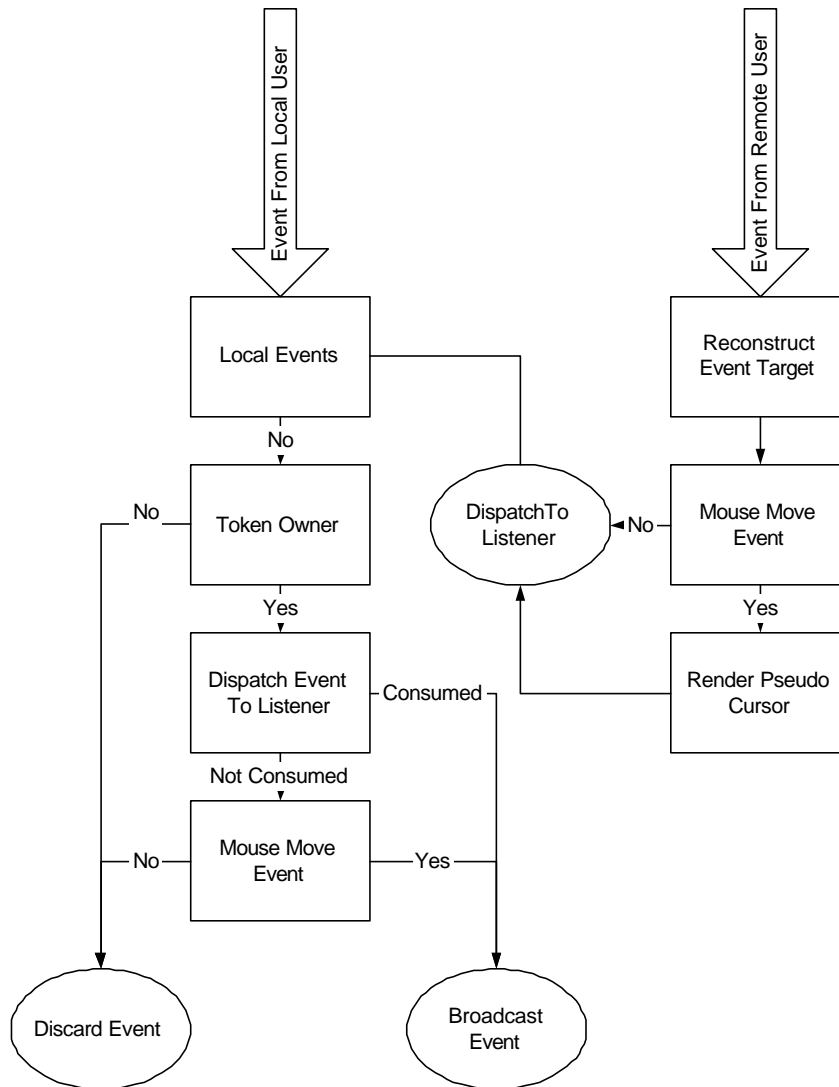 Event From Local User
Event From Remote User
Local Events
Reconstruct
Event Target
No
Token Owner
No
DispatchTo
Listener
No
Mouse Move
Event
Yes
Yes
Dispatch Event
To Listener
Consumed
Render Pseudo
Cursor
Not Consumed
No
Mouse Move
Event
Yes
Discard Event
Broadcast
Event